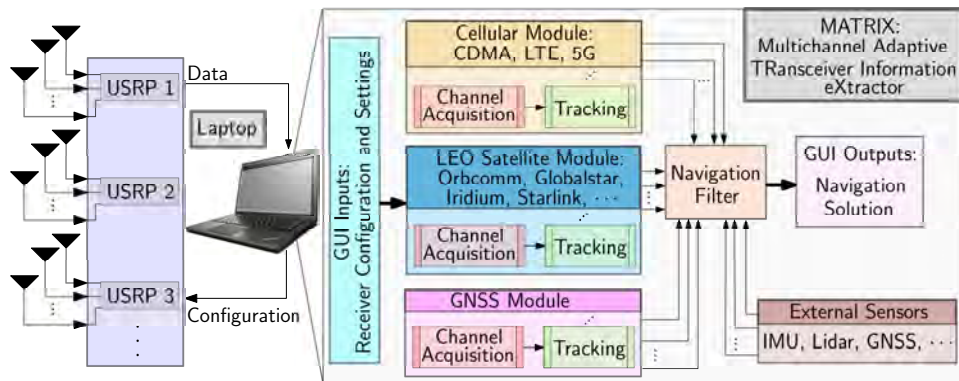 USRP 1
USRP 2
USRP 3
Data
Laptop
Configuration
GUI Inputs:
Receiver Configuration and Settings
Cellular Module:
CDMA, LTE, 5G
Channel
Acquisition
Tracking
LEO Satellite Module:
Orbcomm, Globalstar,
Iridium, Starlink, ···
Channel
Acquisition
Tracking
GNSS Module
Channel
Acquisition
Tracking
Navigation
Filter
MATRIX:
Multichannel Adaptive
TRansceiver Information
eXtractor
GUI Outputs:
Navigation
Solution
External Sensors
IMU, Lidar, GNSS, ···